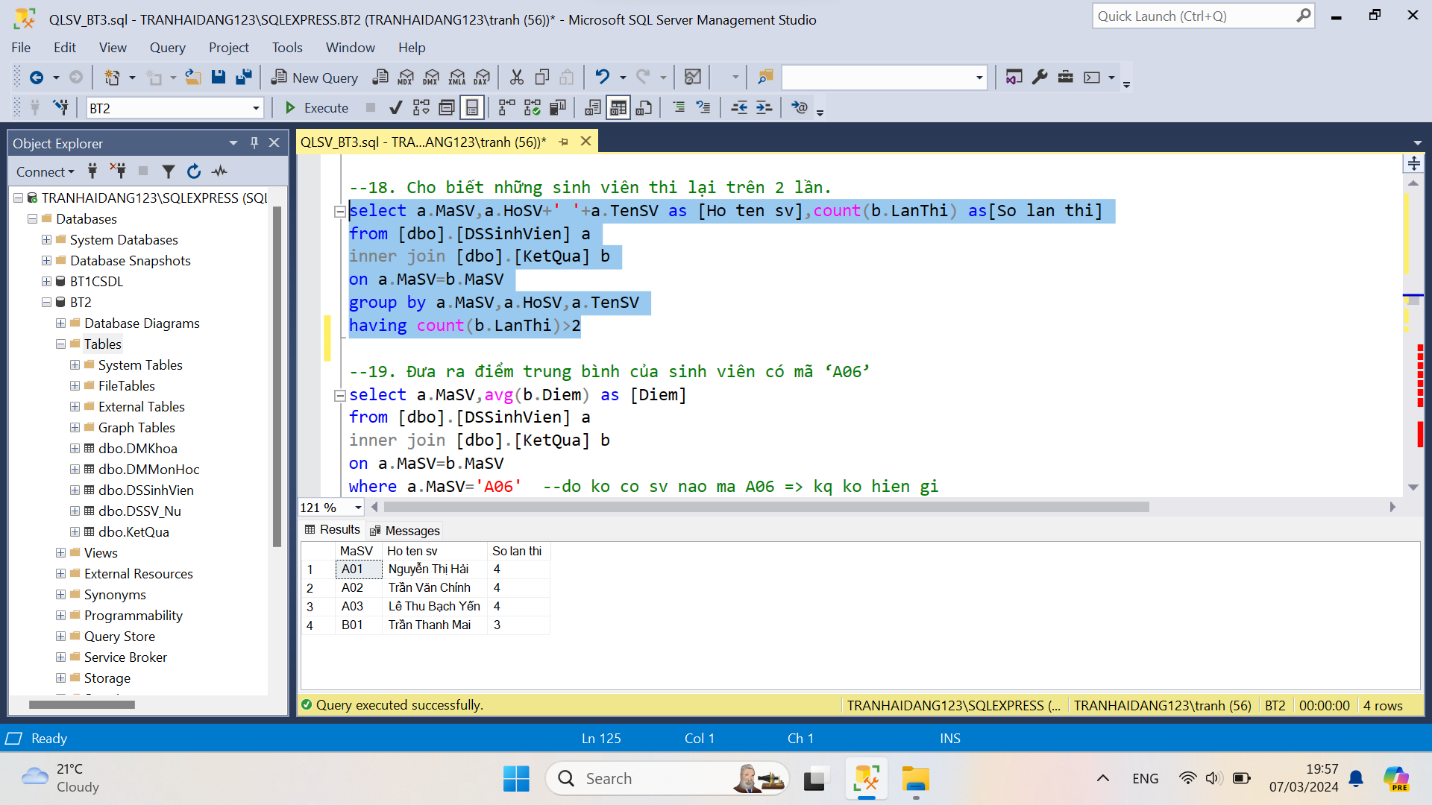 QLSV_BT3.sql - TRANHAIDANG123\SQLEXPRESS.BT2 (TRANHAIDANG123\tranh (56))* - Microsoft SQL Server Management Studio
Quick Launch (Ctrl+Q)
File Edit View Query Project Tools Window Help
New Query
MDX DMX XMLA DAX
BT2
Execute
Object Explorer
Connect
TRANHAIDANG123\SQLEXPRESS (SQL
Databases
System Databases
Database Snapshots
BT1CSDL
BT2
Database Diagrams
Tables
System Tables
FileTables
External Tables
Graph Tables
dbo.DMKhoa
dbo.DMMonHoc
dbo.DSSinhVien
dbo.DSSV_Nu
dbo.KetQua
Views
External Resources
Synonyms
Programmability
Query Store
Service Broker
Storage
QLSV_BT3.sql - TRA...ANG123\tranh (56))*
--18. Cho biết những sinh viên thi lại trên 2 lần.
select a.MaSV,a.HoSV+' '+a.TenSV as [Ho ten sv],count(b.LanThi) as[So lan thi]
from [dbo].[DSSinhVien] a
inner join [dbo].[KetQua] b
on a.MaSV=b.MaSV
group by a.MaSV,a.HoSV,a.TenSV
having count(b.LanThi)>2
--19. Đưa ra điểm trung bình của sinh viên có mã ‘A06’
select a.MaSV,avg(b.Diem) as [Diem]
from [dbo].[DSSinhVien] a
inner join [dbo].[KetQua] b
on a.MaSV=b.MaSV
where a.MaSV='A06' --do ko co sv nao ma A06 => kq ko hien gi
121 %
Results Messages
MaSV Ho ten sv So lan thi
1 A01 Nguyễn Thị Hải 4
2 A02 Trần Văn Chính 4
3 A03 Lê Thu Bạch Yến 4
4 B01 Trần Thanh Mai 3
Query executed successfully.
TRANHAIDANG123\SQLEXPRESS (... TRANHAIDANG123\tranh (56) BT2 00:00:00 4 rows
Ready Ln 125 Col 1 Ch 1 INS
21°C
Cloudy
Search
ENG
19:57
07/03/2024
PRE